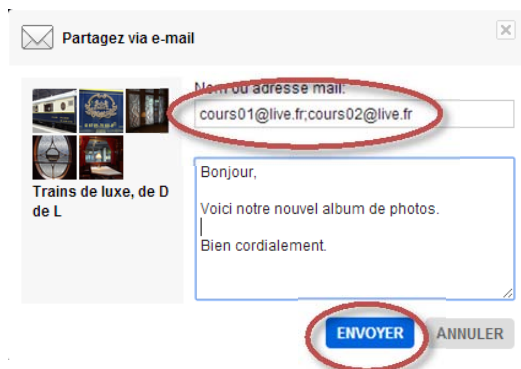 Partagez via e-mail
Nom ou adresse mail:
cours01@live.fr;cours02@live.fr
Trains de luxe, de D
de L
Bonjour,
Voici notre nouvel album de photos.
Bien cordialement.
ENVOYER
ANNULER